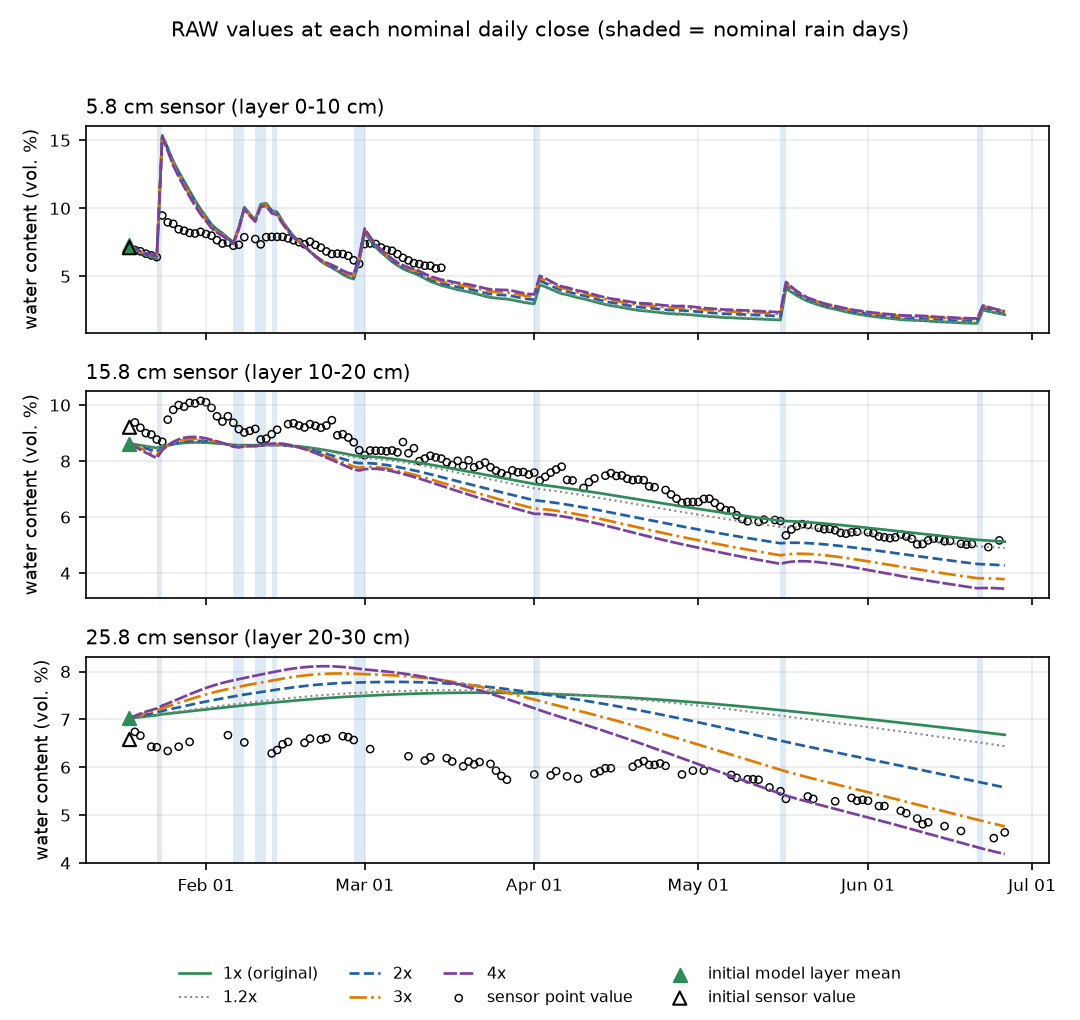 RAW values at each nominal daily close (shaded = nominal rain days)
5.8 cm sensor (layer 0-10 cm)
water content (vol. %)
15
10
5
15.8 cm sensor (layer 10-20 cm)
water content (vol. %)
10
8
6
4
25.8 cm sensor (layer 20-30 cm)
water content (vol. %)
8
7
6
5
4
Feb 01 Mar 01 Apr 01 May 01 Jun 01 Jul 01
1x (original) 2x 4x initial model layer mean
1.2x 3x sensor point value initial sensor value